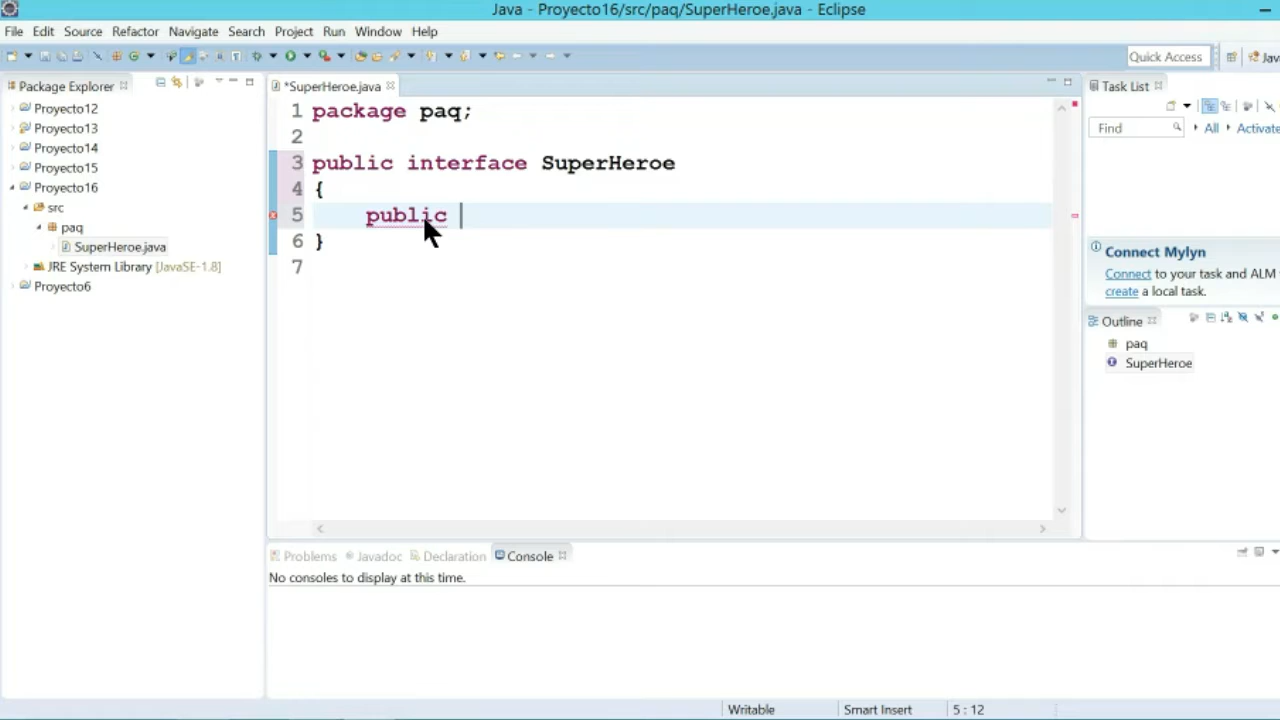 Java - Proyecto16/src/paq/SuperHeroe.java - Eclipse
File Edit Source Refactor Navigate Search Project Run Window Help
Quick Access
Package Explorer
Proyecto12
Proyecto13
Proyecto14
Proyecto15
Proyecto16
src
paq
SuperHeroe.java
JRE System Library [JavaSE-1.8]
Proyecto6
*SuperHeroe.java
1 package paq;
2
3 public interface SuperHeroe
4 {
5 public
6 }
7
Task List
Find All Activate
Connect Mylyn
Connect to your task and ALM
create a local task.
Outline
paq
SuperHeroe
Problems Javadoc Declaration Console
No consoles to display at this time.
Writable Smart Insert 5 : 12